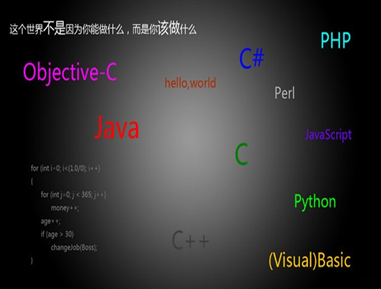 这个世界不是因为你能做什么，而是你该做什么
PHP
C#
Objective-C
hello,world
Perl
Java
JavaScript
C
for (int i=0; i<(1.0/0); i++)
{
for (int j=0; j < 365; j++)
money++;
age++;
if (age > 30)
changeJob(Boss);
}
Python
C++
(Visual)Basic